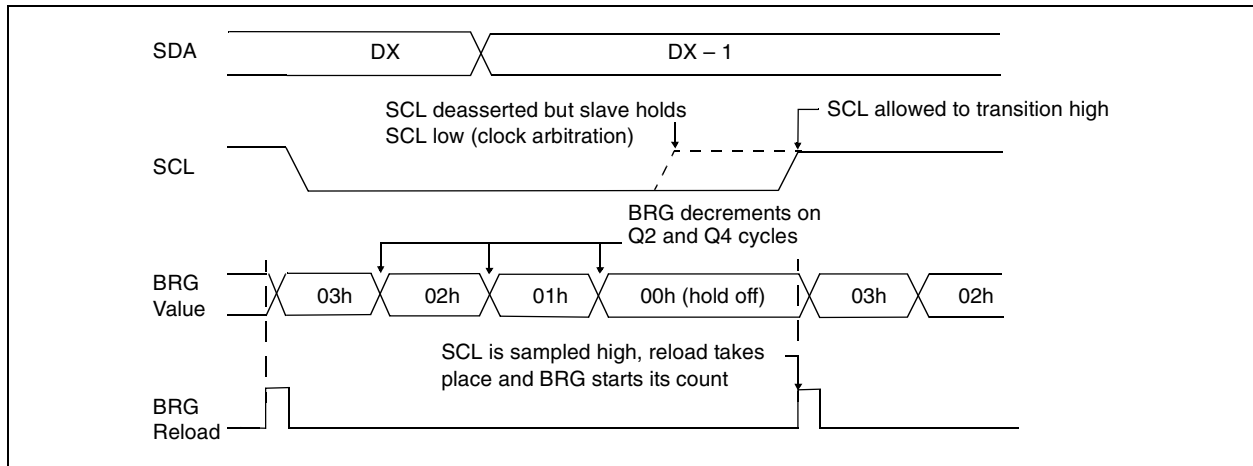 SDA
DX
DX – 1
SCL deasserted but slave holds
SCL low (clock arbitration)
SCL allowed to transition high
SCL
BRG decrements on
Q2 and Q4 cycles
BRG
Value
03h
02h
01h
00h (hold off)
03h
02h
SCL is sampled high, reload takes
place and BRG starts its count
BRG
Reload